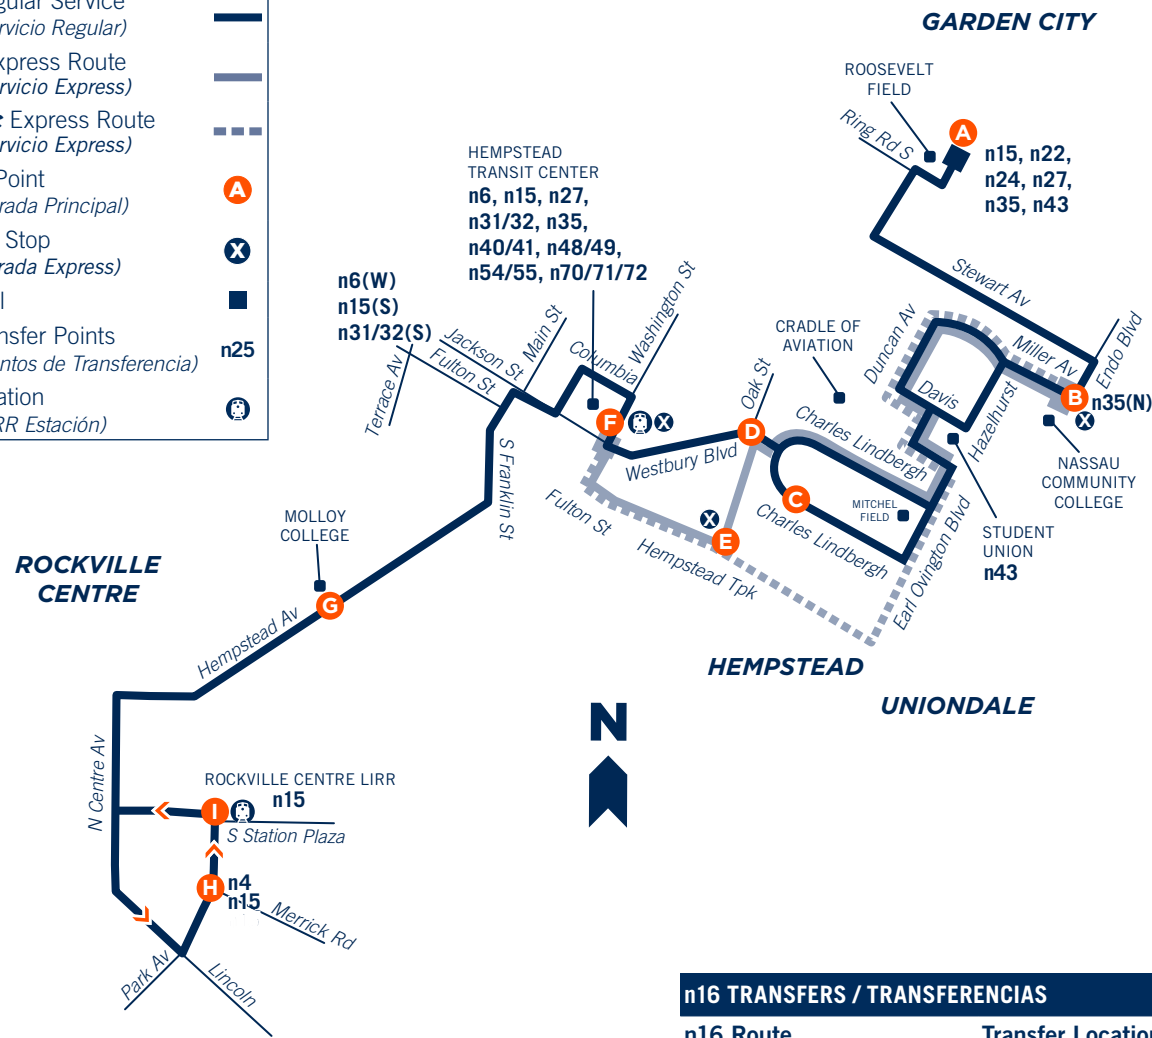 rvicio Regular)
Express Route
rvicio Express)
Express Route
rvicio Express)
Point
A
rada Principal)
Stop
X
rada Express)
nsfer Points
n25
ntos de Transferencia)
RR Estación)
GARDEN CITY
ROOSEVELT
FIELD
Ring Rd S
A
n15, n22,
n24, n27,
n35, n43
HEMPSTEAD
TRANSIT CENTER
n6, n15, n27,
n31/32, n35,
n40/41, n48/49,
n54/55, n70/71/72
n6(W)
n15(S)
n31/32(S)
Jackson St
Fulton St
Terrace Av
Main St
Columbia
Washington St
Stewart Av
Endo Blvd
Duncan Av
Miller Av
Davis
Hazelhurst
B
n35(N)
X
NASSAU
COMMUNITY
COLLEGE
CRADLE OF
AVIATION
Oak St
D
F
X
Westbury Blvd
Charles Lindbergh
C
MITCHEL
FIELD
Charles Lindbergh
Earl Ovington Blvd
STUDENT
UNION
n43
X
E
Fulton St
Hempstead Tpk
S Franklin St
MOLLOY
COLLEGE
G
Hempstead Av
ROCKVILLE
CENTRE
HEMPSTEAD
UNIONDALE
N
N Centre Av
ROCKVILLE CENTRE LIRR
n15
I
S Station Plaza
H
n4
n15
Merrick Rd
Park Av
Lincoln
n16 TRANSFERS / TRANSFERENCIAS
n16 Route
Transfer Location